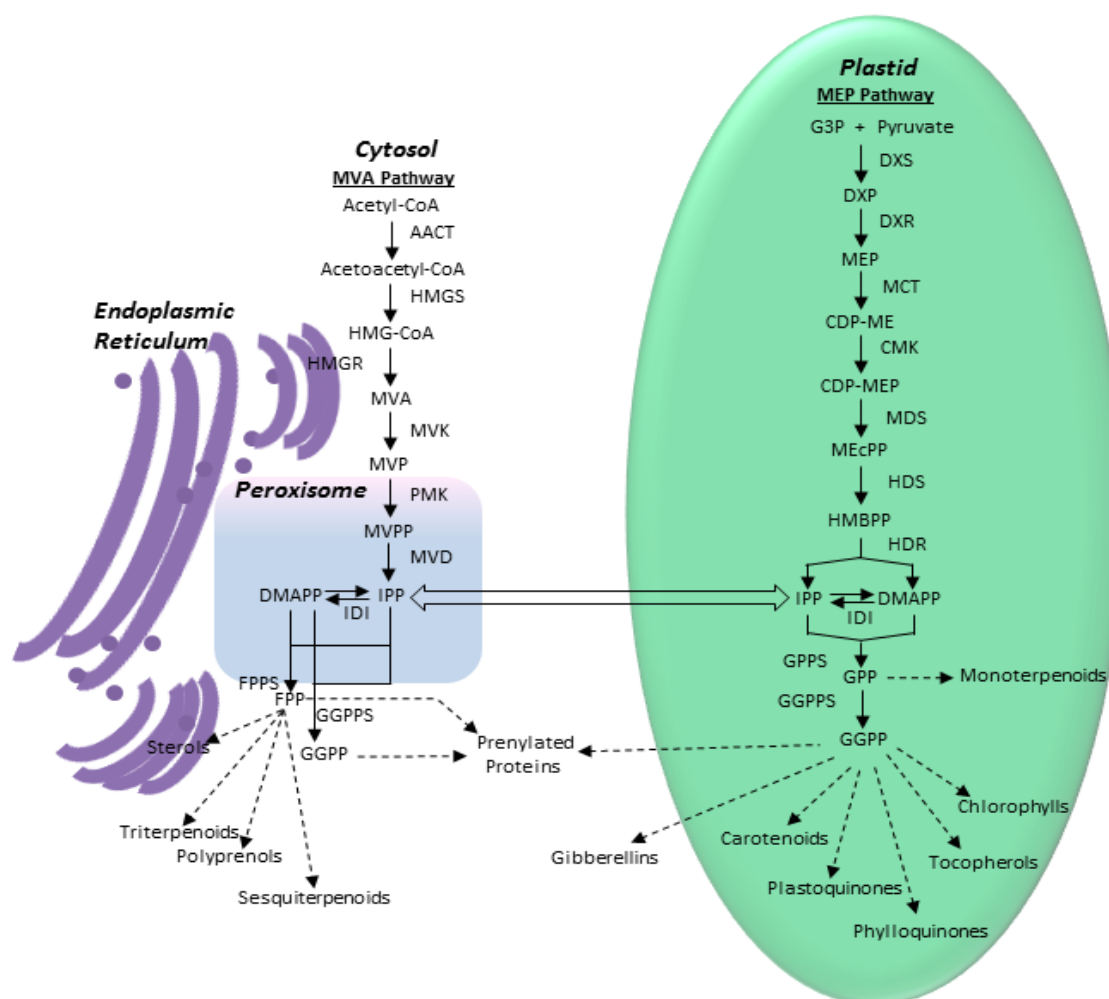 Plastid
MEP Pathway
G3P + Pyruvate
DXS
DXP
DXR
MEP
MCT
CDP-ME
CMK
CDP-MEP
MDS
MEcPP
HDS
HMBPP
HDR
IPP
DMAPP
IDI
GPPS
GPP
Monoterpenoids
GGPPS
GGPP
Chlorophylls
Carotenoids
Gibberellins
Tocopherols
Plastoquinones
Phylloquinones
Cytosol
MVA Pathway
Acetyl-CoA
AACT
Acetoacetyl-CoA
HMGS
HMG-CoA
HMGR
MVA
MVK
MVP
Endoplasmic
Reticulum
Peroxisome
PMK
MVPP
MVD
DMAPP
IPP
IDI
FPPS
FPP
GGPPS
GGPP
Sterols
Prenylated
Proteins
Triterpenoids
Polyprenols
Sesquiterpenoids